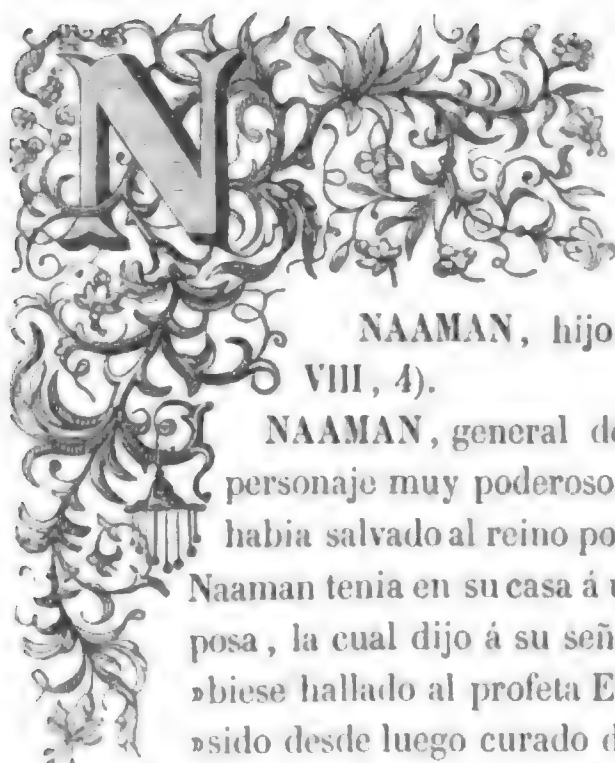 N
NAAMAN, hijo
VIII, 4).
NAAMAN, general de
personaje muy poderoso
habia salvado al reino po
Naaman tenia en su casa á u
posa, la cual dijo á su señ
»biese hallado al profeta E
»sido desde luego curado d